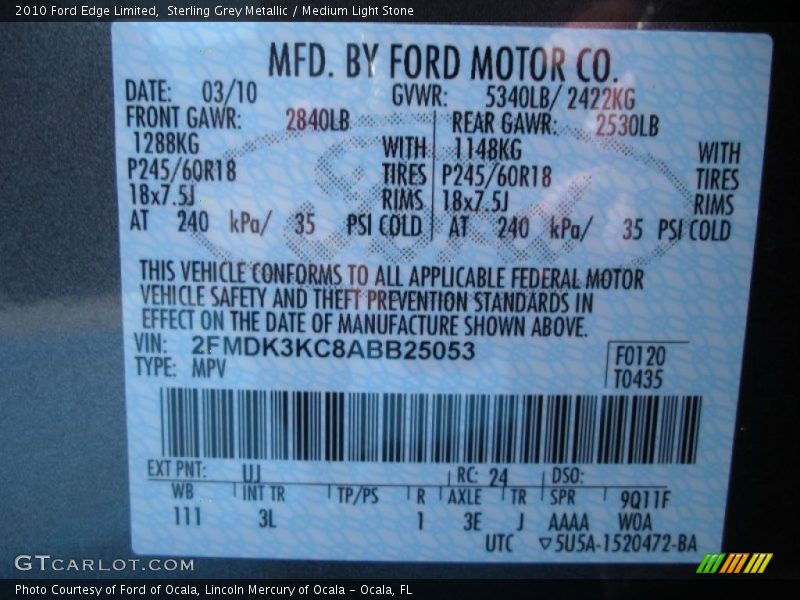 2010 Ford Edge Limited,  Sterling Grey Metallic / Medium Light Stone
MFD. BY FORD MOTOR CO.
DATE: 03/10 GVWR: 5340LB/ 2422KG
FRONT GAWR: 2840LB REAR GAWR: 2530LB
1288KG WITH 1148KG WITH
P245/60R18 TIRES P245/60R18 TIRES
18x7.5J RIMS 18x7.5J RIMS
AT 240 kPa/ 35 PSI COLD AT 240 kPa/ 35 PSI COLD
THIS VEHICLE CONFORMS TO ALL APPLICABLE FEDERAL MOTOR
VEHICLE SAFETY AND THEFT PREVENTION STANDARDS IN
EFFECT ON THE DATE OF MANUFACTURE SHOWN ABOVE.
VIN: 2FMDK3KC8ABB25053 F0120
TYPE: MPV T0435
EXT PNT: UJ RC: 24 DSO:
WB INT TR TP/PS R AXLE TR SPR 9Q11F
111 3L 1 3E J AAAA WOA
UTC ▽5U5A-1520472-BA
GTCARLOT.COM
Photo Courtesy of Ford of Ocala, Lincoln Mercury of Ocala – Ocala, FL